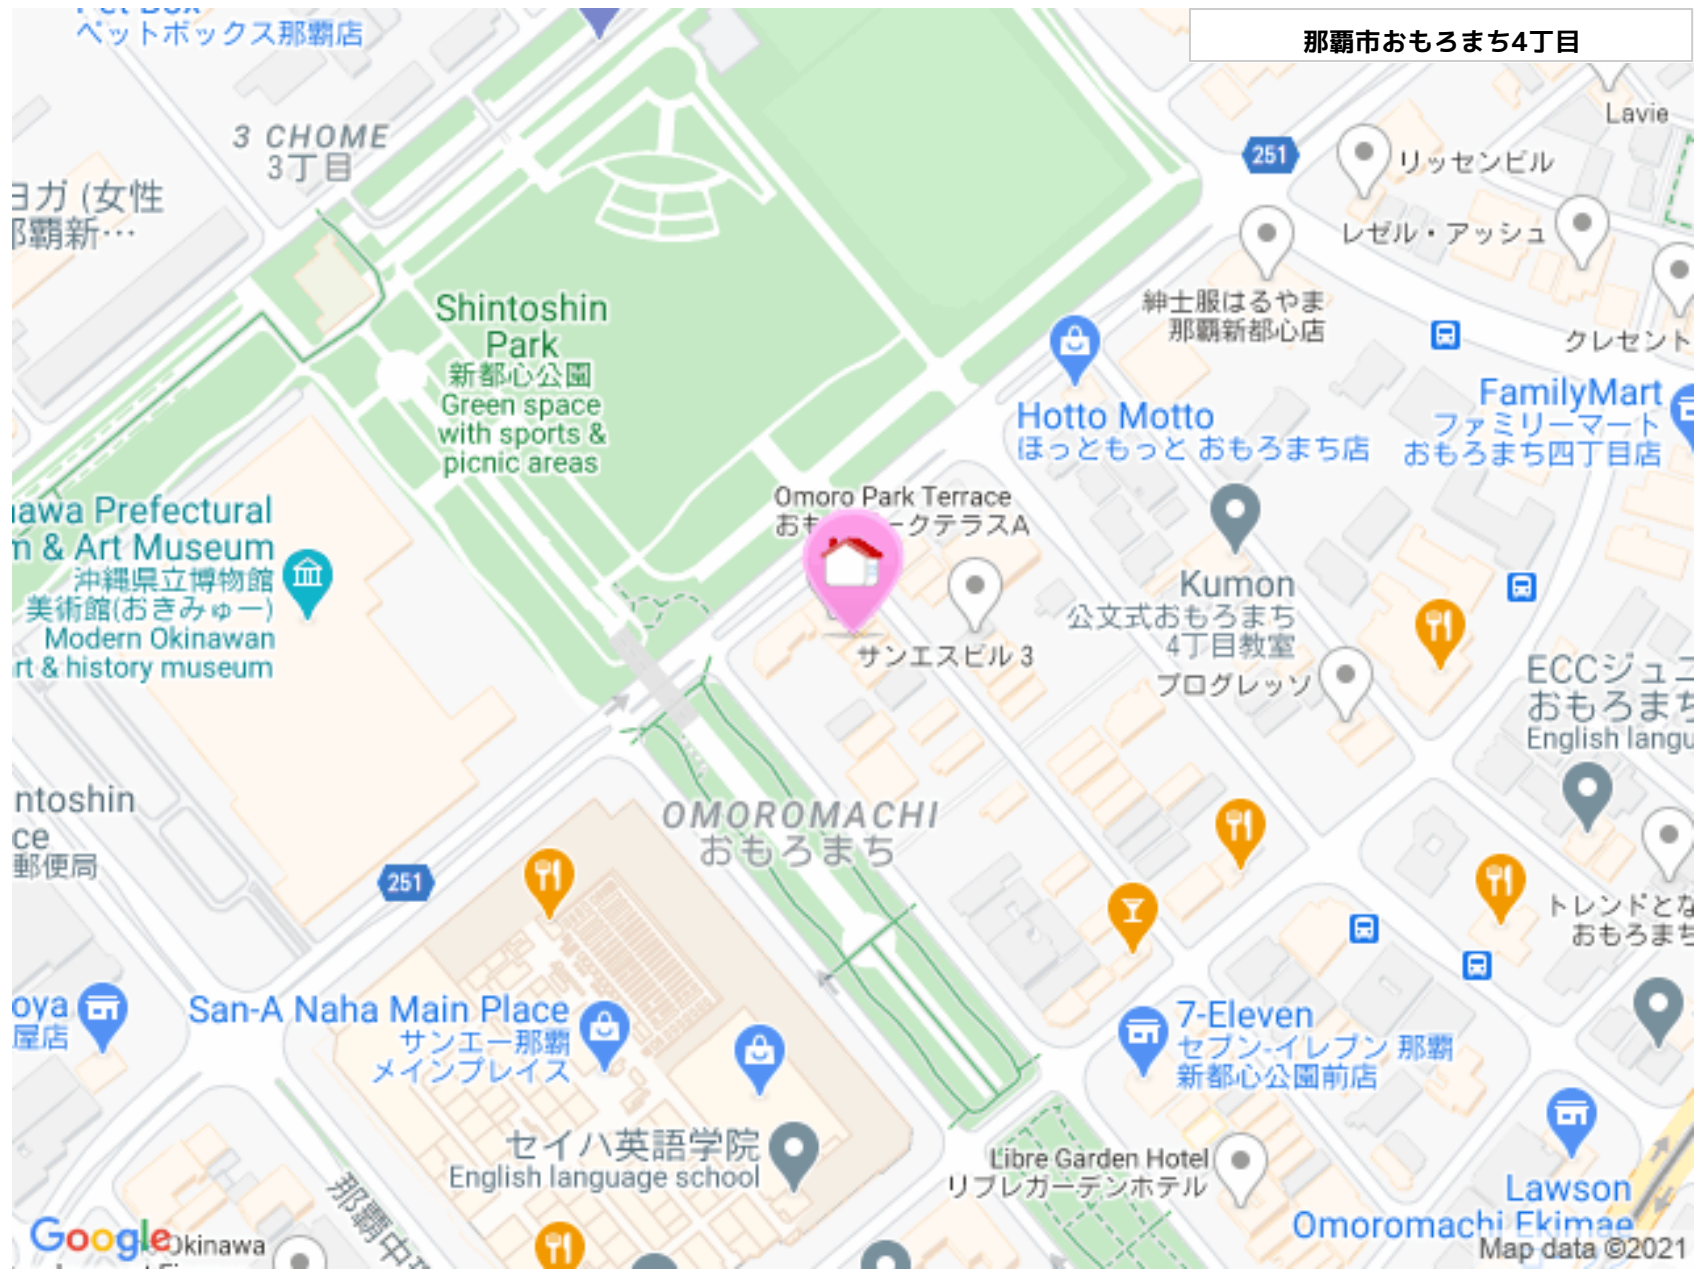 ペットボックス那覇店
那覇市おもろまち4丁目
Lavie
3 CHOME
3丁目
251
リッセンビル
ヨガ (女性
那覇新…
レゼル・アッシュ
紳士服はるやま
那覇新都心店
クレセント
Shintoshin
Park
新都心公園
Green space
with sports &
picnic areas
Hotto Motto
ほっともっと おもろまち店
FamilyMart
ファミリーマート
おもろまち四丁目店
Omoro Park Terrace
おも
ークテラスA
awa Prefectural
m & Art Museum
沖縄県立博物館
美術館(おきみゅー)
Modern Okinawan
rt & history museum
Kumon
公文式おもろまち
4丁目教室
サンエスビル 3
プログレッソ
ECCジュニ
おもろまち
English langu
ntoshin
ce
郵便局
OMOROMACHI
おもろまち
251
トレンドとな
おもろまち
oya
屋店
San-A Naha Main Place
サンエー那覇
メインプレイス
7-Eleven
セブン-イレブン 那覇
新都心公園前店
セイハ英語学院
English language school
Libre Garden Hotel
リブレガーデンホテル
Lawson
Omoromachi Ekimae
那覇中環
Google
Okinawa
Map data ©2021